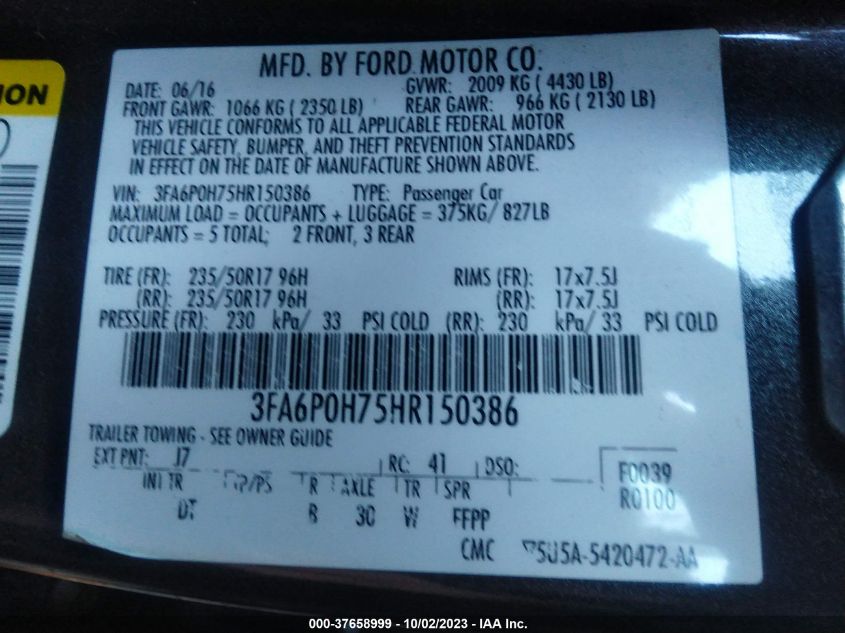 ION
MFD. BY FORD MOTOR CO.
DATE: 06/16 GVWR: 2009 KG ( 4430 LB)
FRONT GAWR: 1066 KG ( 2350 LB) REAR GAWR: 966 KG ( 2130 LB)
THIS VEHICLE CONFORMS TO ALL APPLICABLE FEDERAL MOTOR
VEHICLE SAFETY, BUMPER, AND THEFT PREVENTION STANDARDS
IN EFFECT ON THE DATE OF MANUFACTURE SHOWN ABOVE.
VIN: 3FA6P0H75HR150386 TYPE: Passenger Car
MAXIMUM LOAD = OCCUPANTS + LUGGAGE = 375KG/ 827LB
OCCUPANTS = 5 TOTAL; 2 FRONT, 3 REAR
TIRE (FR): 235/50R17 96H RIMS (FR): 17x7.5J
(RR): 235/50R17 96H (RR): 17x7.5J
PRESSURE (FR): 230 kPa/ 33 PSI COLD (RR): 230 kPa/ 33 PSI COLD
3FA6P0H75HR150386
TRAILER TOWING - SEE OWNER GUIDE
EXT PNT: J7 RC: 41 DSO: F0039
INT TR TP/PS R AXLE TR SPR R0100
DT B 30 W FFPP
CMC 5U5A-5420472-AA
000-37658999 - 10/02/2023 - IAA Inc.